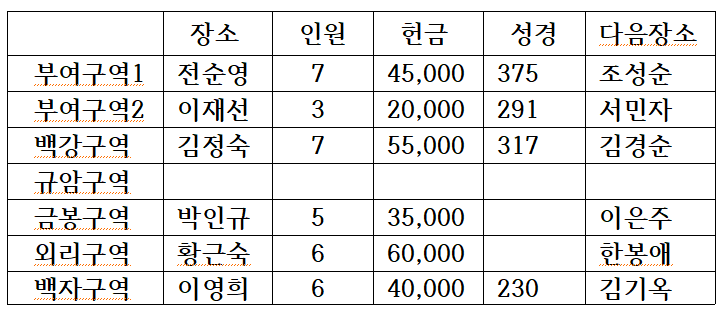 장소 인원 헌금 성경 다음장소
부여구역1 전순영 7 45,000 375 조성순
부여구역2 이재선 3 20,000 291 서민자
백강구역 김정숙 7 55,000 317 김경순
규암구역
금봉구역 박인규 5 35,000 이은주
외리구역 황근숙 6 60,000 한봉애
백자구역 이영희 6 40,000 230 김기옥